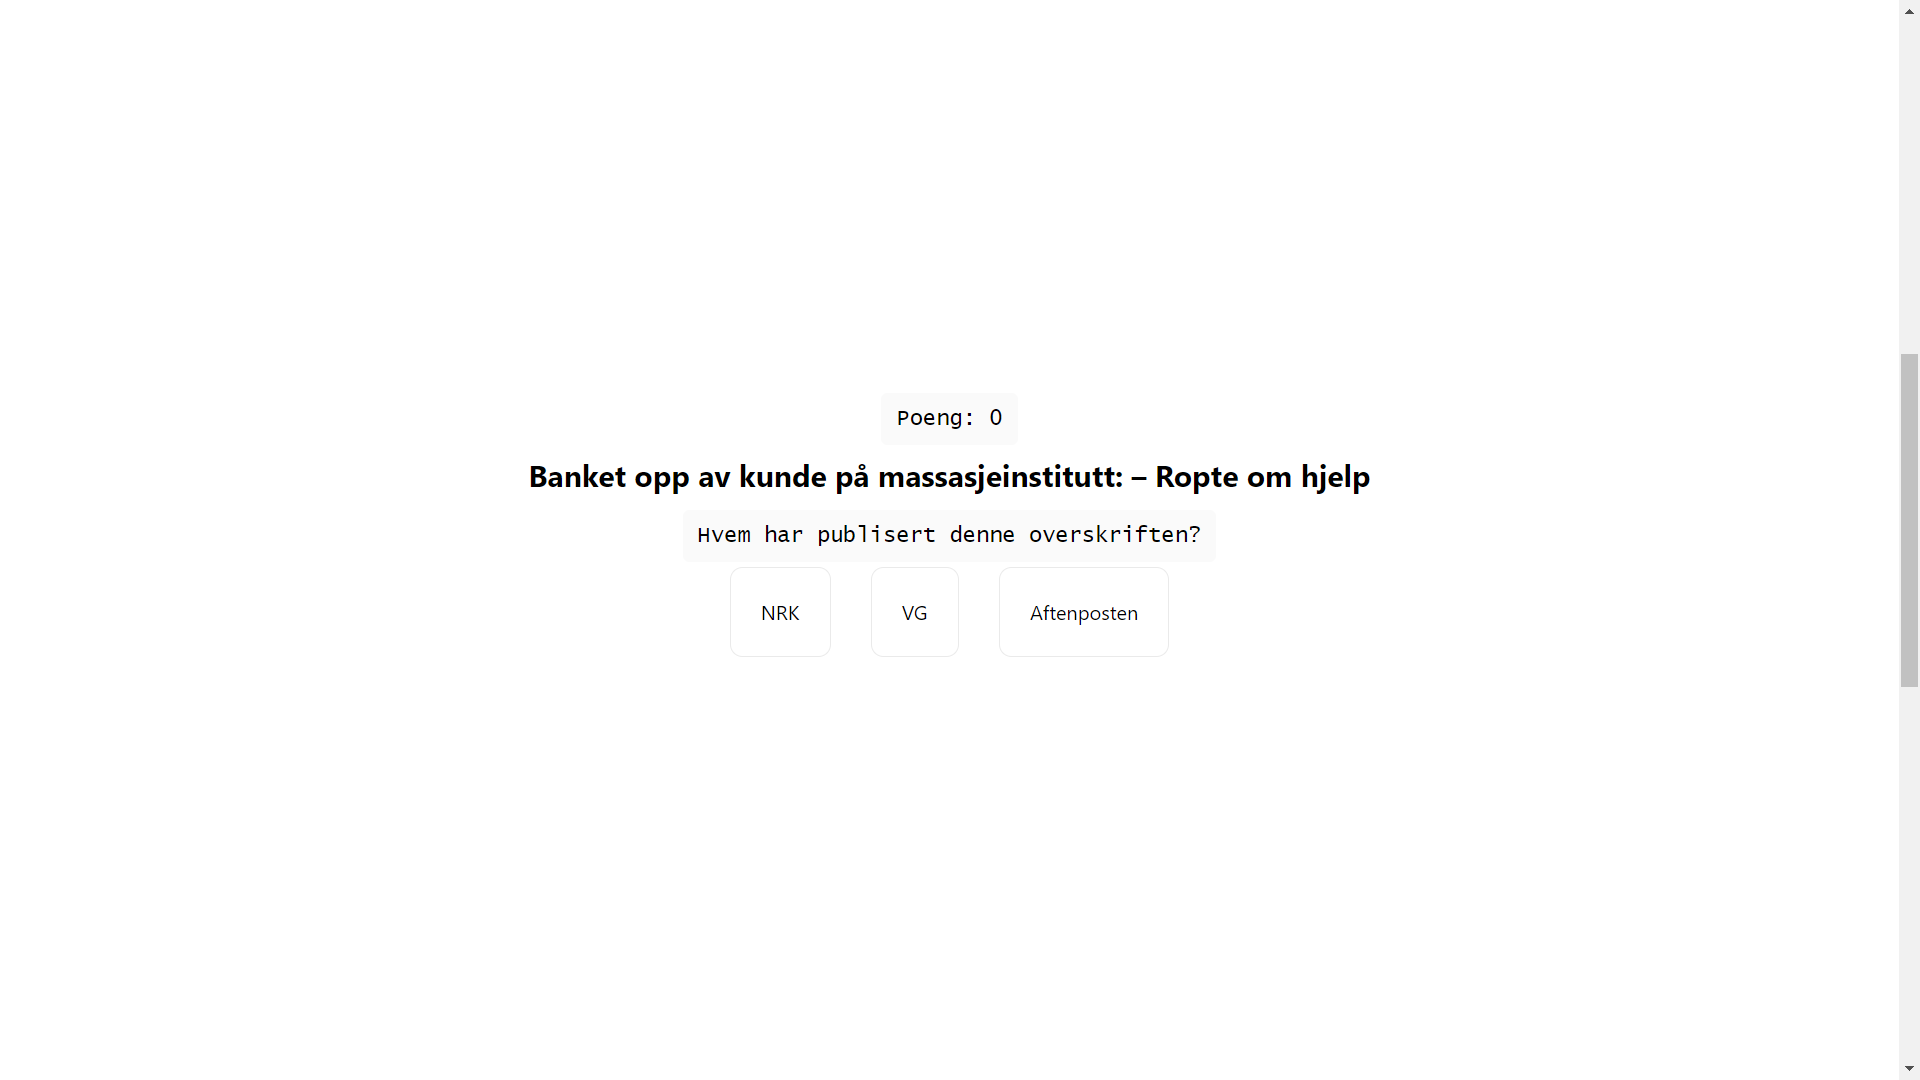 Poeng: 0
Banket opp av kunde på massasjeinstitutt: – Ropte om hjelp
Hvem har publisert denne overskriften?
NRK
VG
Aftenposten